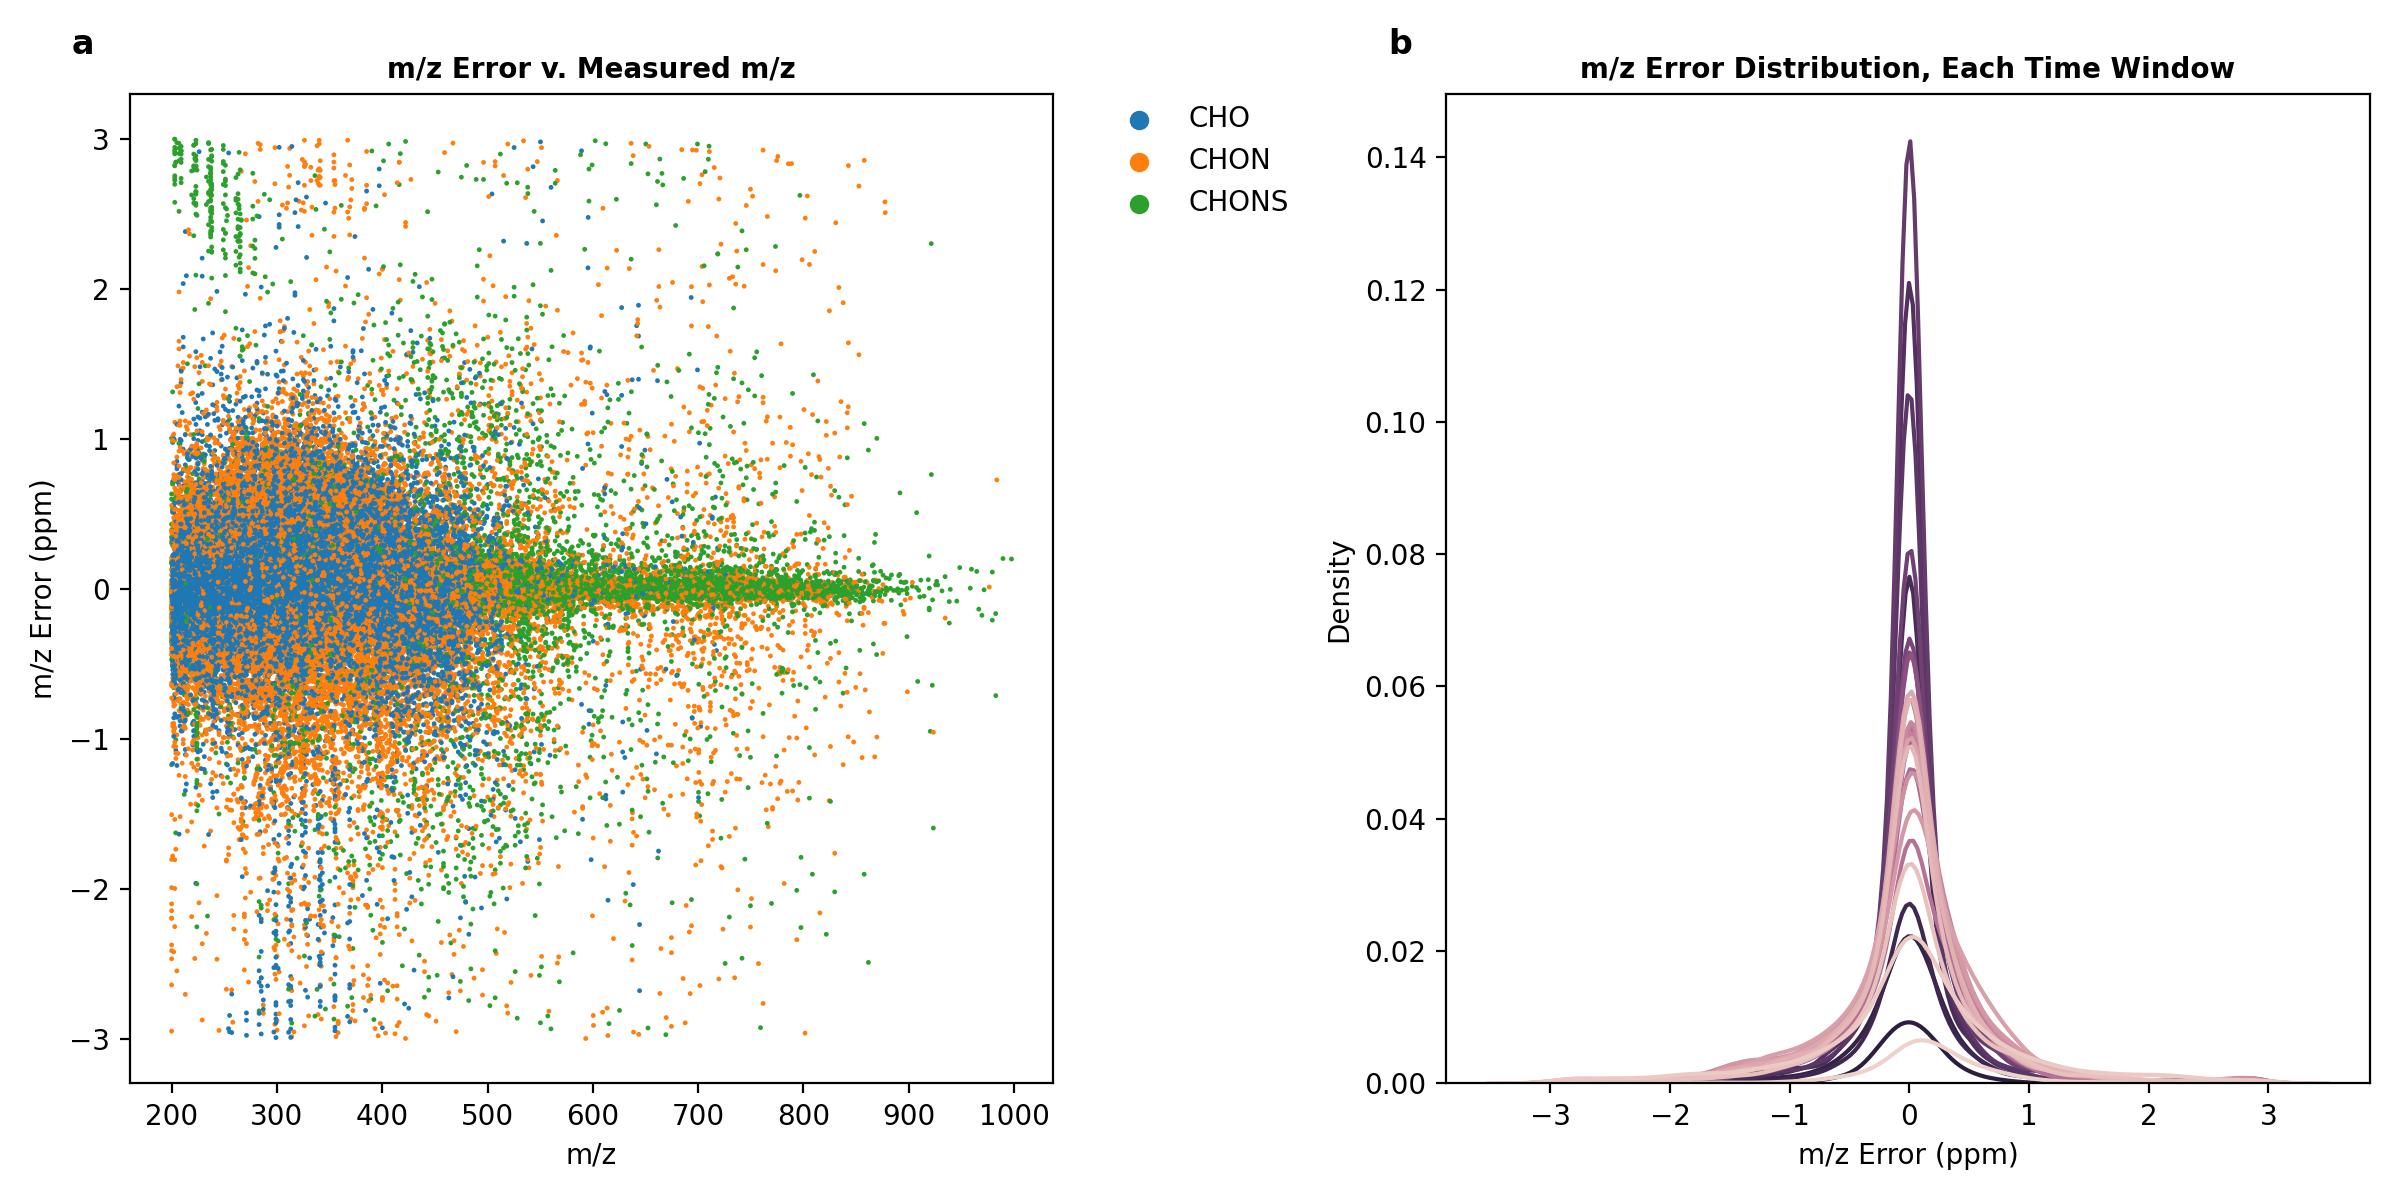 a
m/z Error v. Measured m/z
3
2
1
0
−1
−2
−3
m/z Error (ppm)
200 300 400 500 600 700 800 900 1000
m/z
CHO
CHON
CHONS
b
m/z Error Distribution, Each Time Window
0.14
0.12
0.10
0.08
0.06
0.04
0.02
0.00
Density
−3 −2 −1 0 1 2 3
m/z Error (ppm)